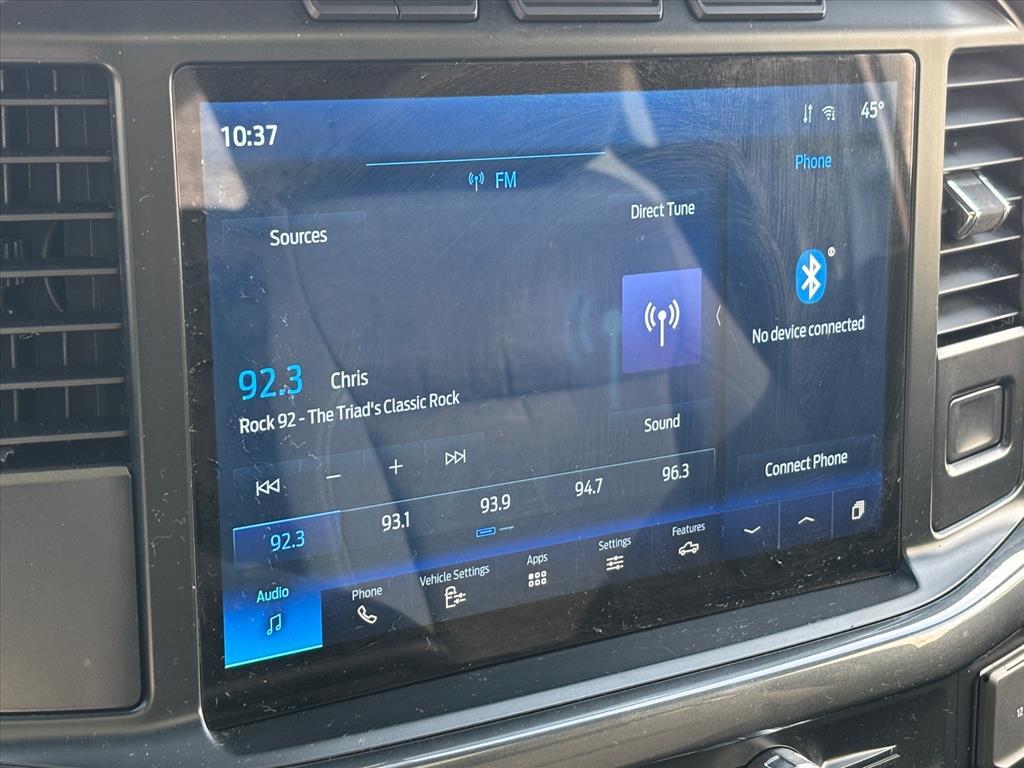 10:37
45°
FM
Phone
Sources
Direct Tune
®
No device connected
92.3 Chris
Rock 92 - The Triad's Classic Rock
Sound
Connect Phone
92.3 93.1 93.9 94.7 96.3
Audio Phone Vehicle Settings Apps Settings Features
12